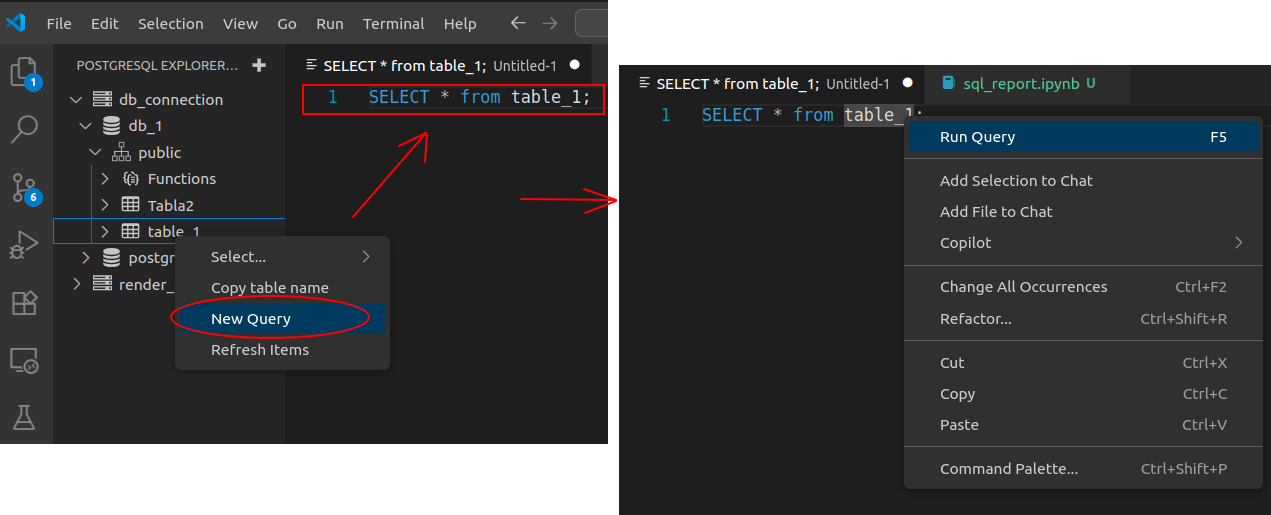 File Edit Selection View Go Run Terminal Help
POSTGRESQL EXPLORER...
SELECT * from table_1; Untitled-1
1 SELECT * from table_1;
1
db_connection
db_1
public
Functions
Tabla2
table_1
postgr
render_
6
Select...
Copy table name
New Query
Refresh Items
SELECT * from table_1; Untitled-1
sql_report.ipynb U
1 SELECT * from table_1;
Run Query F5
Add Selection to Chat
Add File to Chat
Copilot
Change All Occurrences Ctrl+F2
Refactor... Ctrl+Shift+R
Cut Ctrl+X
Copy Ctrl+C
Paste Ctrl+V
Command Palette... Ctrl+Shift+P